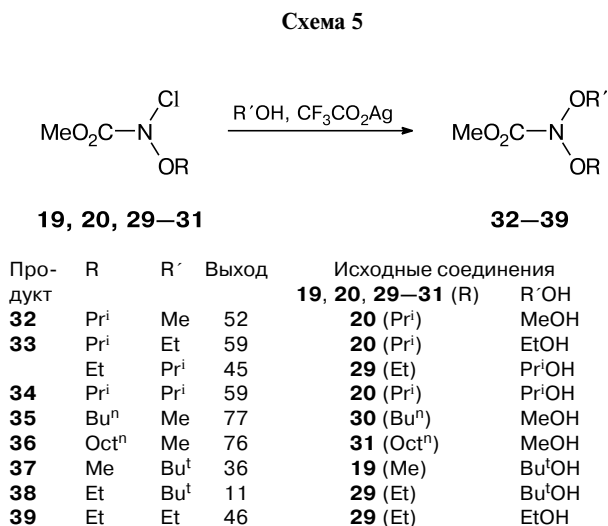 Схема 5
Cl
OR′
R′OH, CF₃CO₂Ag
MeO₂C—N
MeO₂C—N
OR
OR
19, 20, 29—31
32—39
Про- R R′ Выход Исходные соединения
дукт 19, 20, 29—31 (R) R′OH
32 Prⁱ Me 52 20 (Prⁱ) MeOH
33 Prⁱ Et 59 20 (Prⁱ) EtOH
Et Prⁱ 45 29 (Et) PrⁱOH
34 Prⁱ Prⁱ 59 20 (Prⁱ) PrⁱOH
35 Buⁿ Me 77 30 (Buⁿ) MeOH
36 Octⁿ Me 76 31 (Octⁿ) MeOH
37 Me Buᵗ 36 19 (Me) BuᵗOH
38 Et Buᵗ 11 29 (Et) BuᵗOH
39 Et Et 46 29 (Et) EtOH